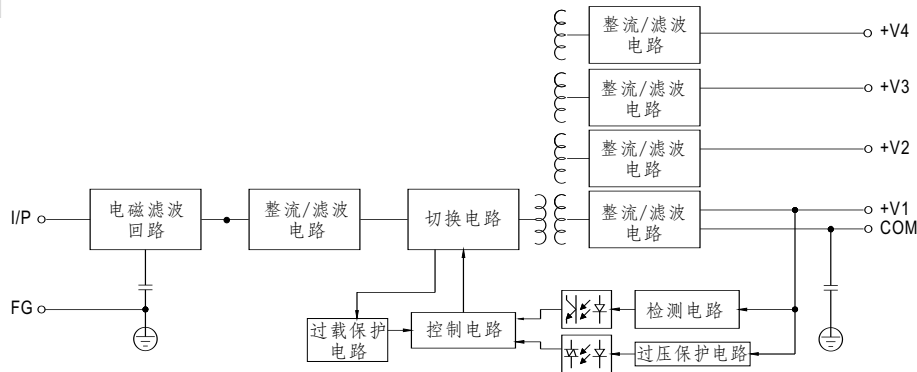 整流/滤波
电路
+V4
整流/滤波
电路
+V3
整流/滤波
电路
+V2
I/P
电磁滤波
回路
整流/滤波
电路
切换电路
整流/滤波
电路
+V1
COM
FG
过载保护
电路
控制电路
检测电路
过压保护电路